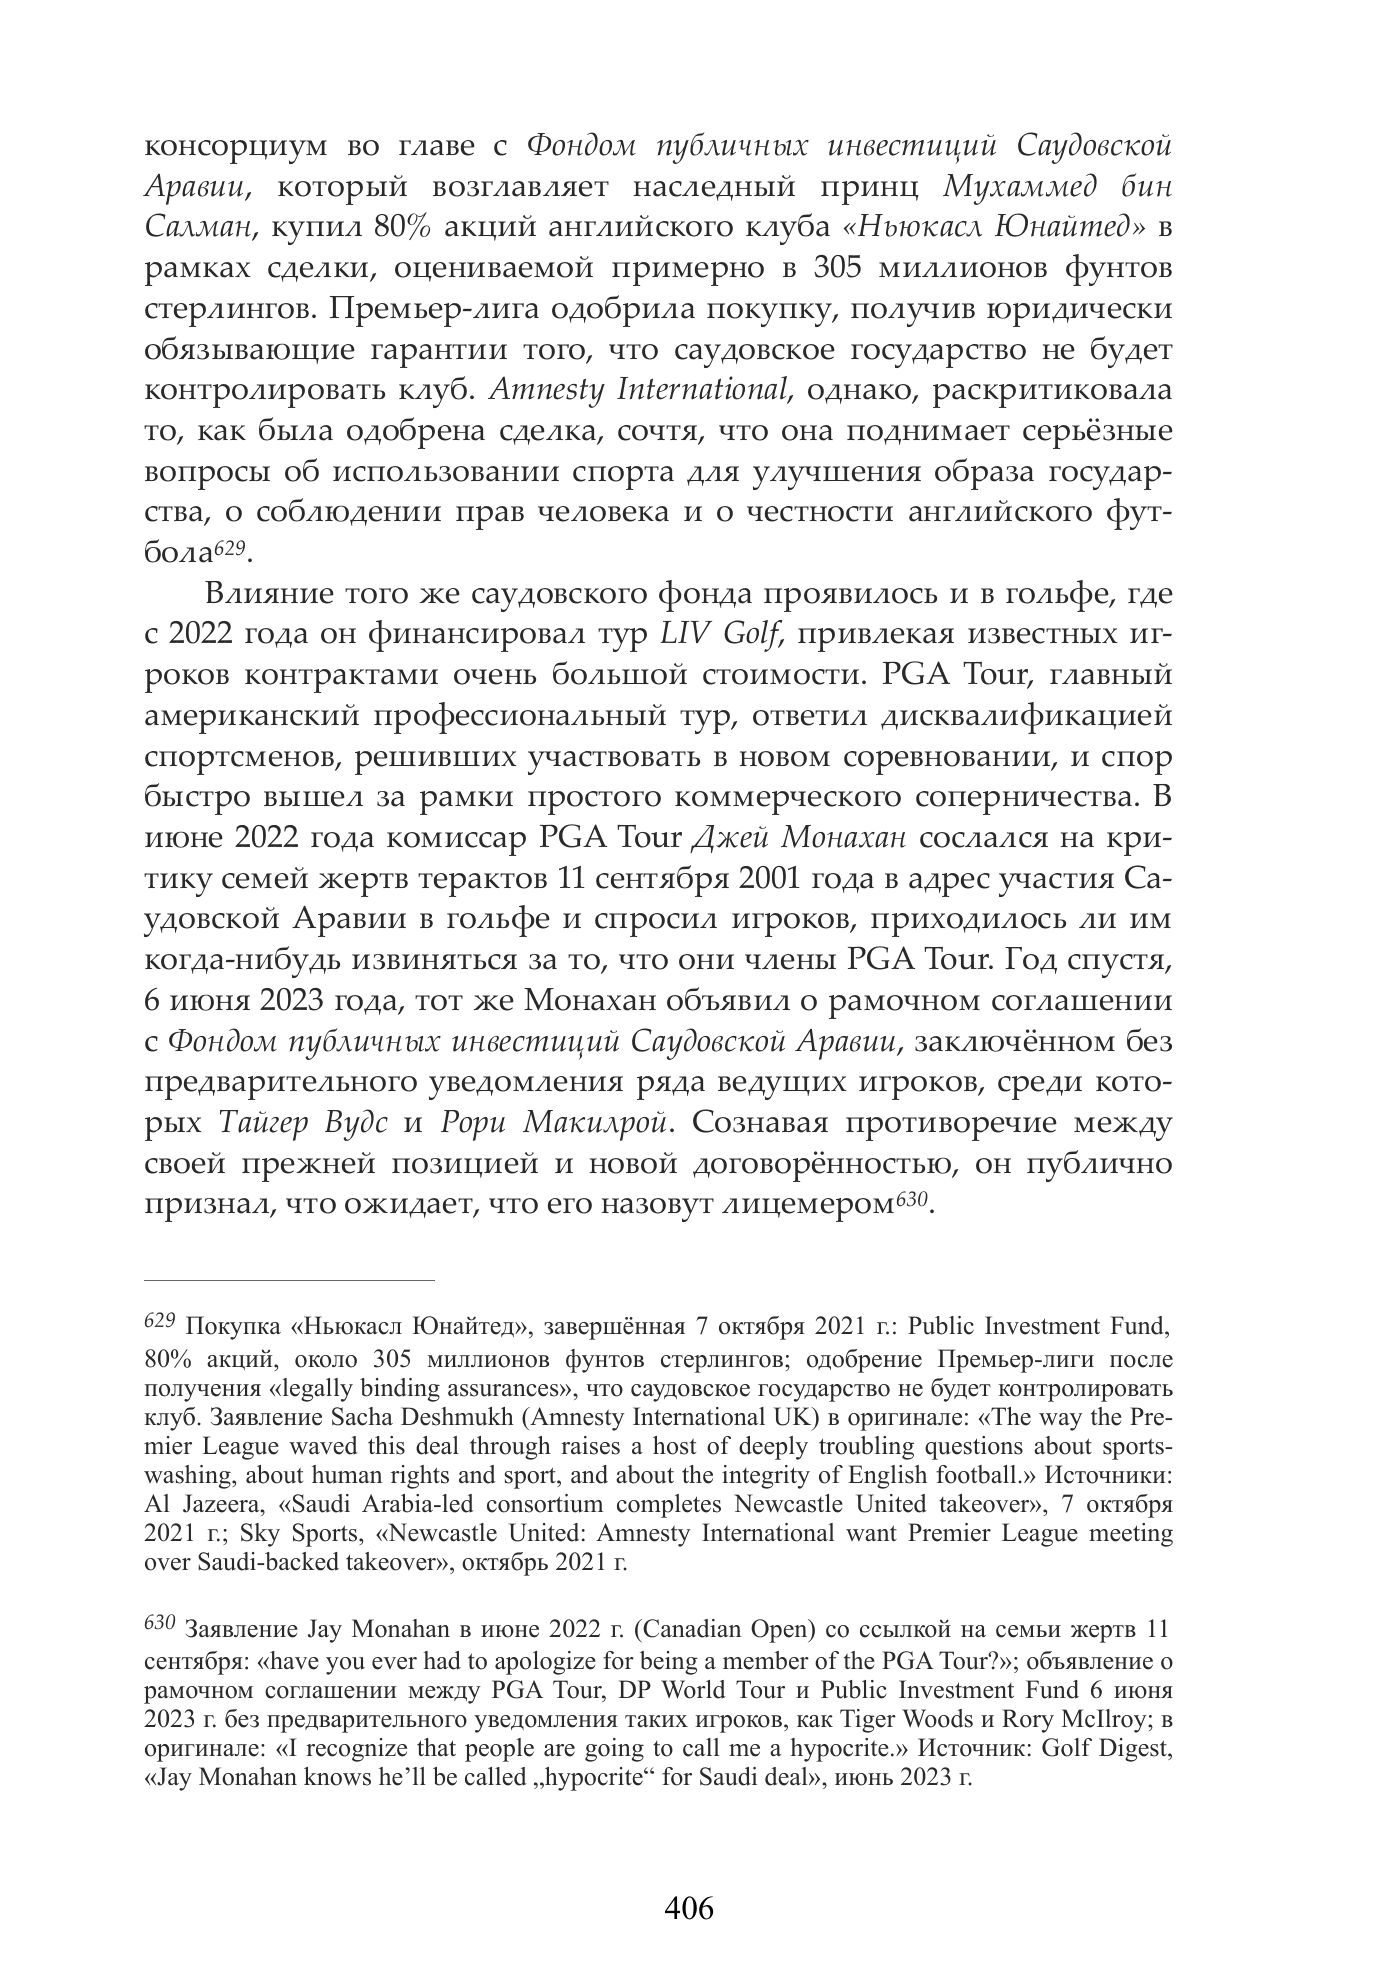 консорциум во главе с Фондом публичных инвестиций Саудовской
Аравии, который возглавляет наследный принц Мухаммед бин
Салман, купил 80% акций английского клуба «Ньюкасл Юнайтед» в
рамках сделки, оцениваемой примерно в 305 миллионов фунтов
стерлингов. Премьер-лига одобрила покупку, получив юридически
обязывающие гарантии того, что саудовское государство не будет
контролировать клуб. Amnesty International, однако, раскритиковала
то, как была одобрена сделка, сочтя, что она поднимает серьёзные
вопросы об использовании спорта для улучшения образа государ-
ства, о соблюдении прав человека и о честности английского фут-
бола629.
Влияние того же саудовского фонда проявилось и в гольфе, где
с 2022 года он финансировал тур LIV Golf, привлекая известных иг-
роков контрактами очень большой стоимости. PGA Tour, главный
американский профессиональный тур, ответил дисквалификацией
спортсменов, решивших участвовать в новом соревновании, и спор
быстро вышел за рамки простого коммерческого соперничества. В
июне 2022 года комиссар PGA Tour Джей Монахан сослался на кри-
тику семей жертв терактов 11 сентября 2001 года в адрес участия Са-
удовской Аравии в гольфе и спросил игроков, приходилось ли им
когда-нибудь извиняться за то, что они члены PGA Tour. Год спустя,
6 июня 2023 года, тот же Монахан объявил о рамочном соглашении
с Фондом публичных инвестиций Саудовской Аравии, заключённом без
предварительного уведомления ряда ведущих игроков, среди кото-
рых Тайгер Вудс и Рори Макилрой. Сознавая противоречие между
своей прежней позицией и новой договорённостью, он публично
признал, что ожидает, что его назовут лицемером630.
629 Покупка «Ньюкасл Юнайтед», завершённая 7 октября 2021 г.: Public Investment Fund,
80% акций, около 305 миллионов фунтов стерлингов; одобрение Премьер-лиги после
получения «legally binding assurances», что саудовское государство не будет контролировать
клуб. Заявление Sacha Deshmukh (Amnesty International UK) в оригинале: «The way the Pre-
mier League waved this deal through raises a host of deeply troubling questions about sports-
washing, about human rights and sport, and about the integrity of English football.» Источники:
Al Jazeera, «Saudi Arabia-led consortium completes Newcastle United takeover», 7 октября
2021 г.; Sky Sports, «Newcastle United: Amnesty International want Premier League meeting
over Saudi-backed takeover», октябрь 2021 г.
630 Заявление Jay Monahan в июне 2022 г. (Canadian Open) со ссылкой на семьи жертв 11
сентября: «have you ever had to apologize for being a member of the PGA Tour?»; объявление о
рамочном соглашении между PGA Tour, DP World Tour и Public Investment Fund 6 июня
2023 г. без предварительного уведомления таких игроков, как Tiger Woods и Rory McIlroy; в
оригинале: «I recognize that people are going to call me a hypocrite.» Источник: Golf Digest,
«Jay Monahan knows he’ll be called „hypocrite“ for Saudi deal», июнь 2023 г.
406